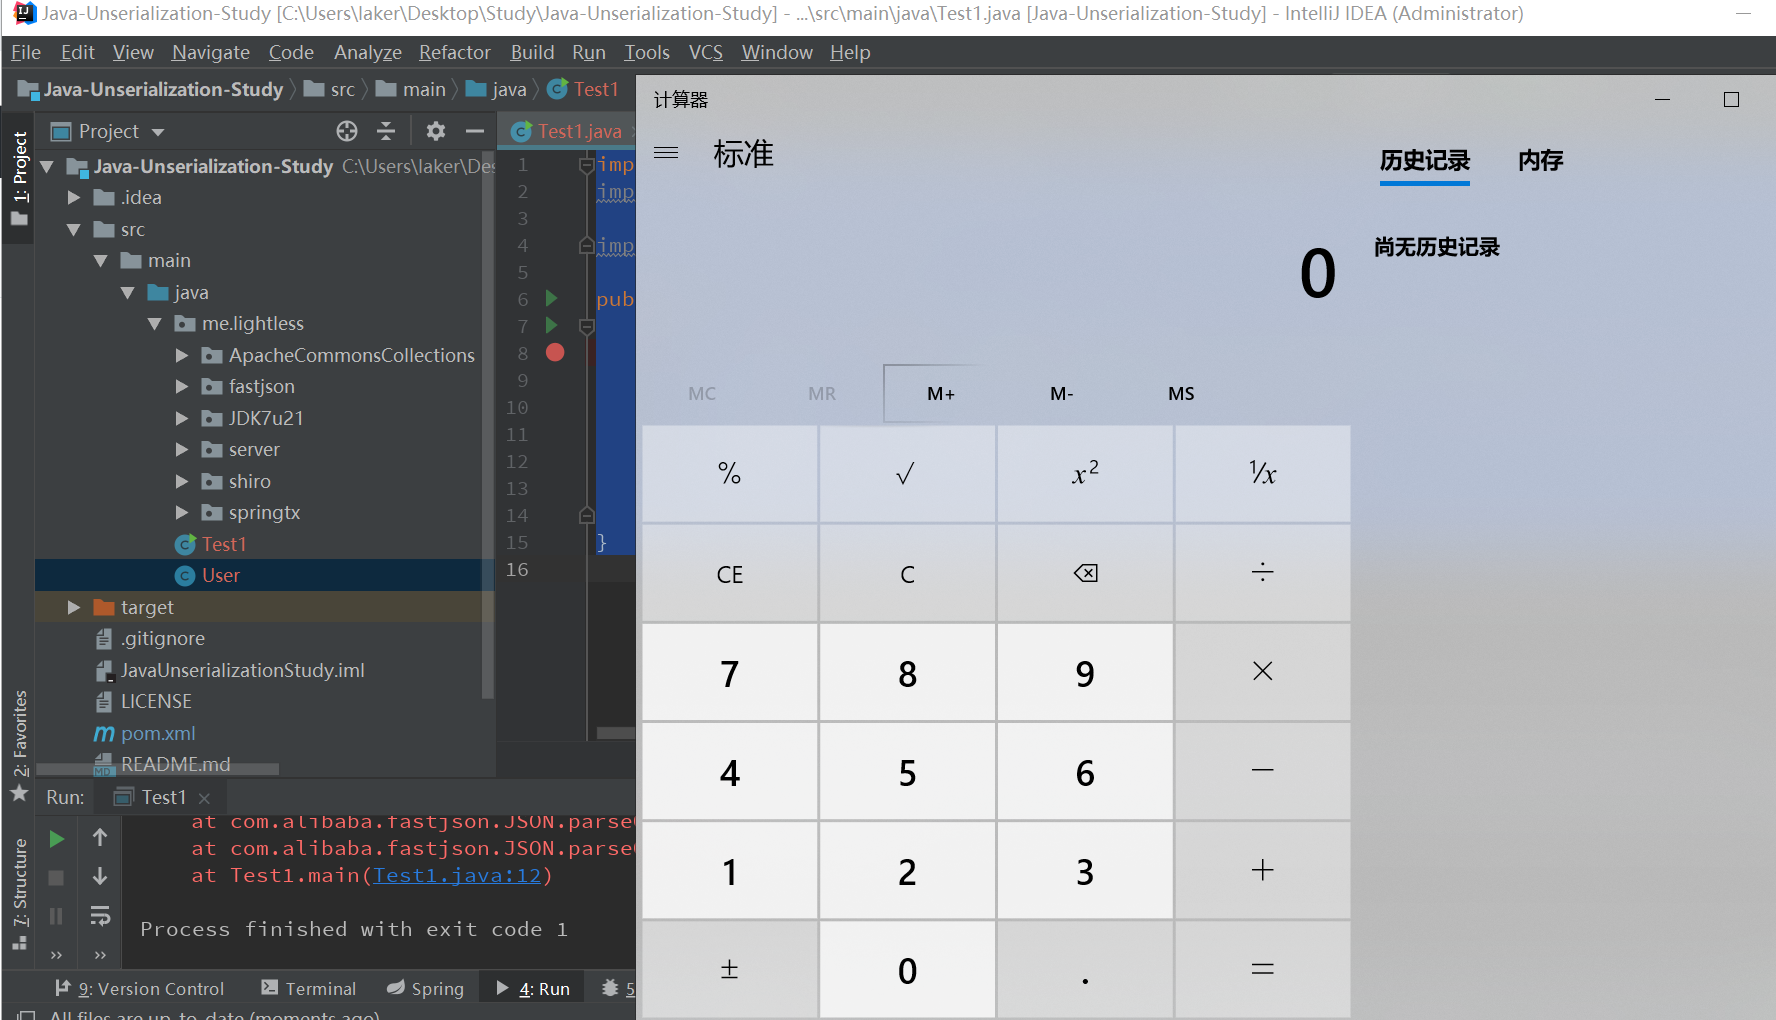 Java-Unserialization-Study [C:\Users\laker\Desktop\Study\Java-Unserialization-Study] - ...\src\main\java\Test1.java [Java-Unserialization-Study] - IntelliJ IDEA (Administrator)
File Edit View Navigate Code Analyze Refactor Build Run Tools VCS Window Help
Java-Unserialization-Study src main java Test1
1: Project
Project
Java-Unserialization-Study C:\Users\laker\Des
.idea
src
main
java
me.lightless
ApacheCommonsCollections
fastjson
JDK7u21
server
shiro
springtx
Test1
User
target
.gitignore
JavaUnserializationStudy.iml
LICENSE
pom.xml
README.md
Test1.java
1 imp
2 imp
3
4 imp
5
6 pub
7
8
9
10
11
12
13
14
15 }
16
计算器
标准
历史记录 内存
0
尚无历史记录
MC MR M+ M- MS
% √ x² ¹⁄x
CE C ÷
7 8 9 ×
4 5 6 −
1 2 3 +
± 0 . =
2: Favorites
7: Structure
Run: Test1
at com.alibaba.fastjson.JSON.parse
at com.alibaba.fastjson.JSON.parse
at Test1.main(Test1.java:12)
Process finished with exit code 1
9: Version Control Terminal Spring 4: Run 5
All files are up-to-date (moments ago)